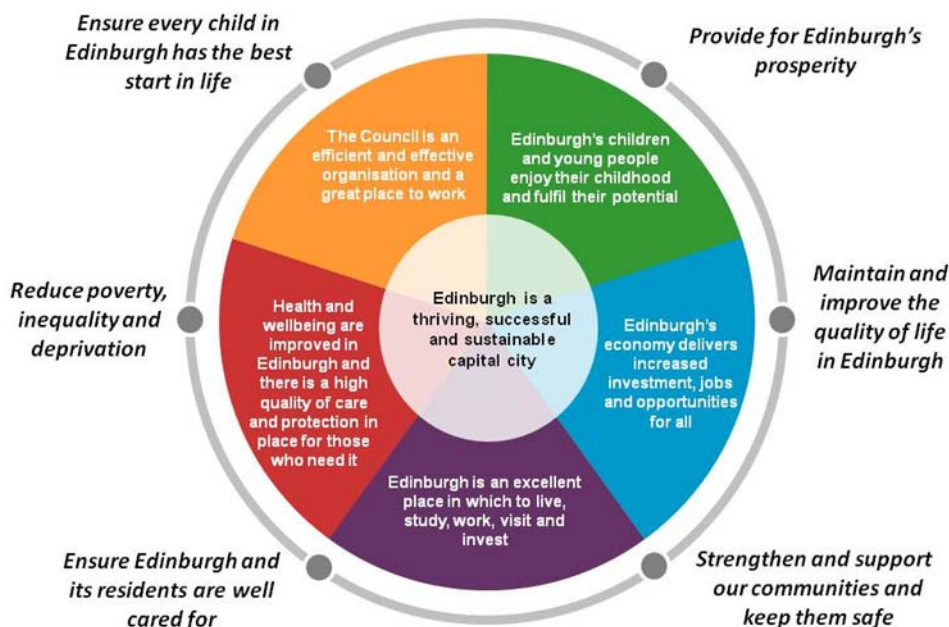 Ensure every child in
Edinburgh has the best
start in life
Provide for Edinburgh's
prosperity
The Council is an
efficient and effective
organisation and a
great place to work
Edinburgh's children
and young people
enjoy their childhood
and fulfil their potential
Reduce poverty,
inequality and
deprivation
Health and
wellbeing are
improved in
Edinburgh and
there is a high
quality of care
and protection in
place for those
who need it
Edinburgh is a
thriving, successful
and sustainable
capital city
Edinburgh's
economy delivers
increased
investment, jobs
and opportunities
for all
Maintain and
improve the
quality of life
in Edinburgh
Edinburgh is an excellent
place in which to live,
study, work, visit and
invest
Ensure Edinburgh and
its residents are well
cared for
Strengthen and support
our communities and
keep them safe